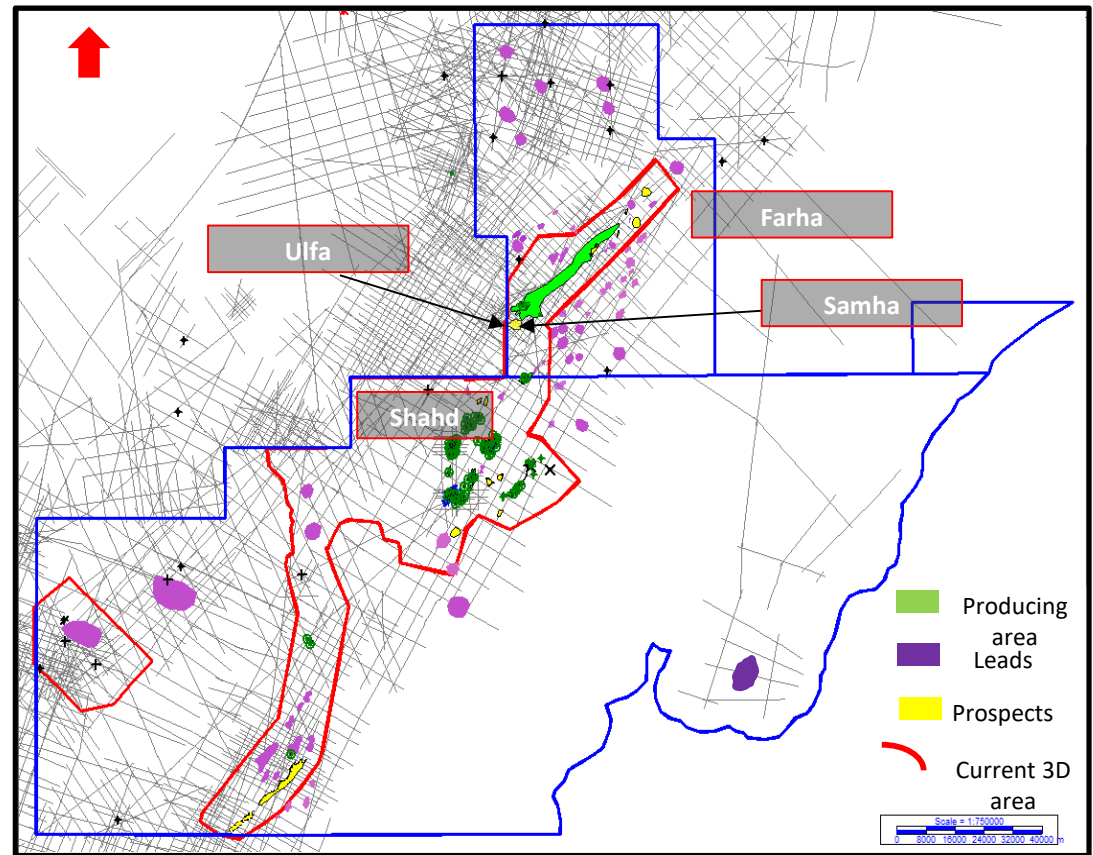 Farha
Ulfa
Samha
Shahd
Producing
area
Leads
Prospects
Current 3D
area
Scale = 1:750000
0 8000 16000 24000 32000 40000 m